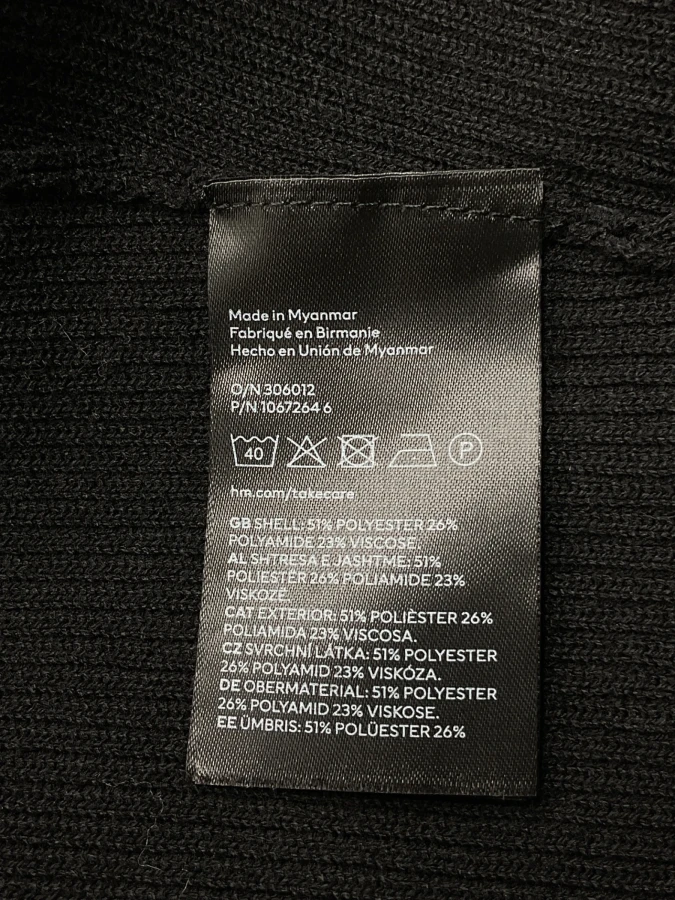 Made in Myanmar
Fabriqué en Birmanie
Hecho en Unión de Myanmar
O/N 306012
P/N 1067264 6
40
P
hm.com/takecare
GB SHELL: 51% POLYESTER 26%
POLYAMIDE 23% VISCOSE.
AL SHTRESA E JASHTME: 51%
POLIESTER 26% POLIAMIDE 23%
VISKOZE.
CAT EXTERIOR: 51% POLIÈSTER 26%
POLIAMIDA 23% VISCOSA.
CZ SVRCHNÍ LÁTKA: 51% POLYESTER
26% POLYAMID 23% VISKÓZA.
DE OBERMATERIAL: 51% POLYESTER
26% POLYAMID 23% VISKOSE.
EE ÜMBRIS: 51% POLÜESTER 26%